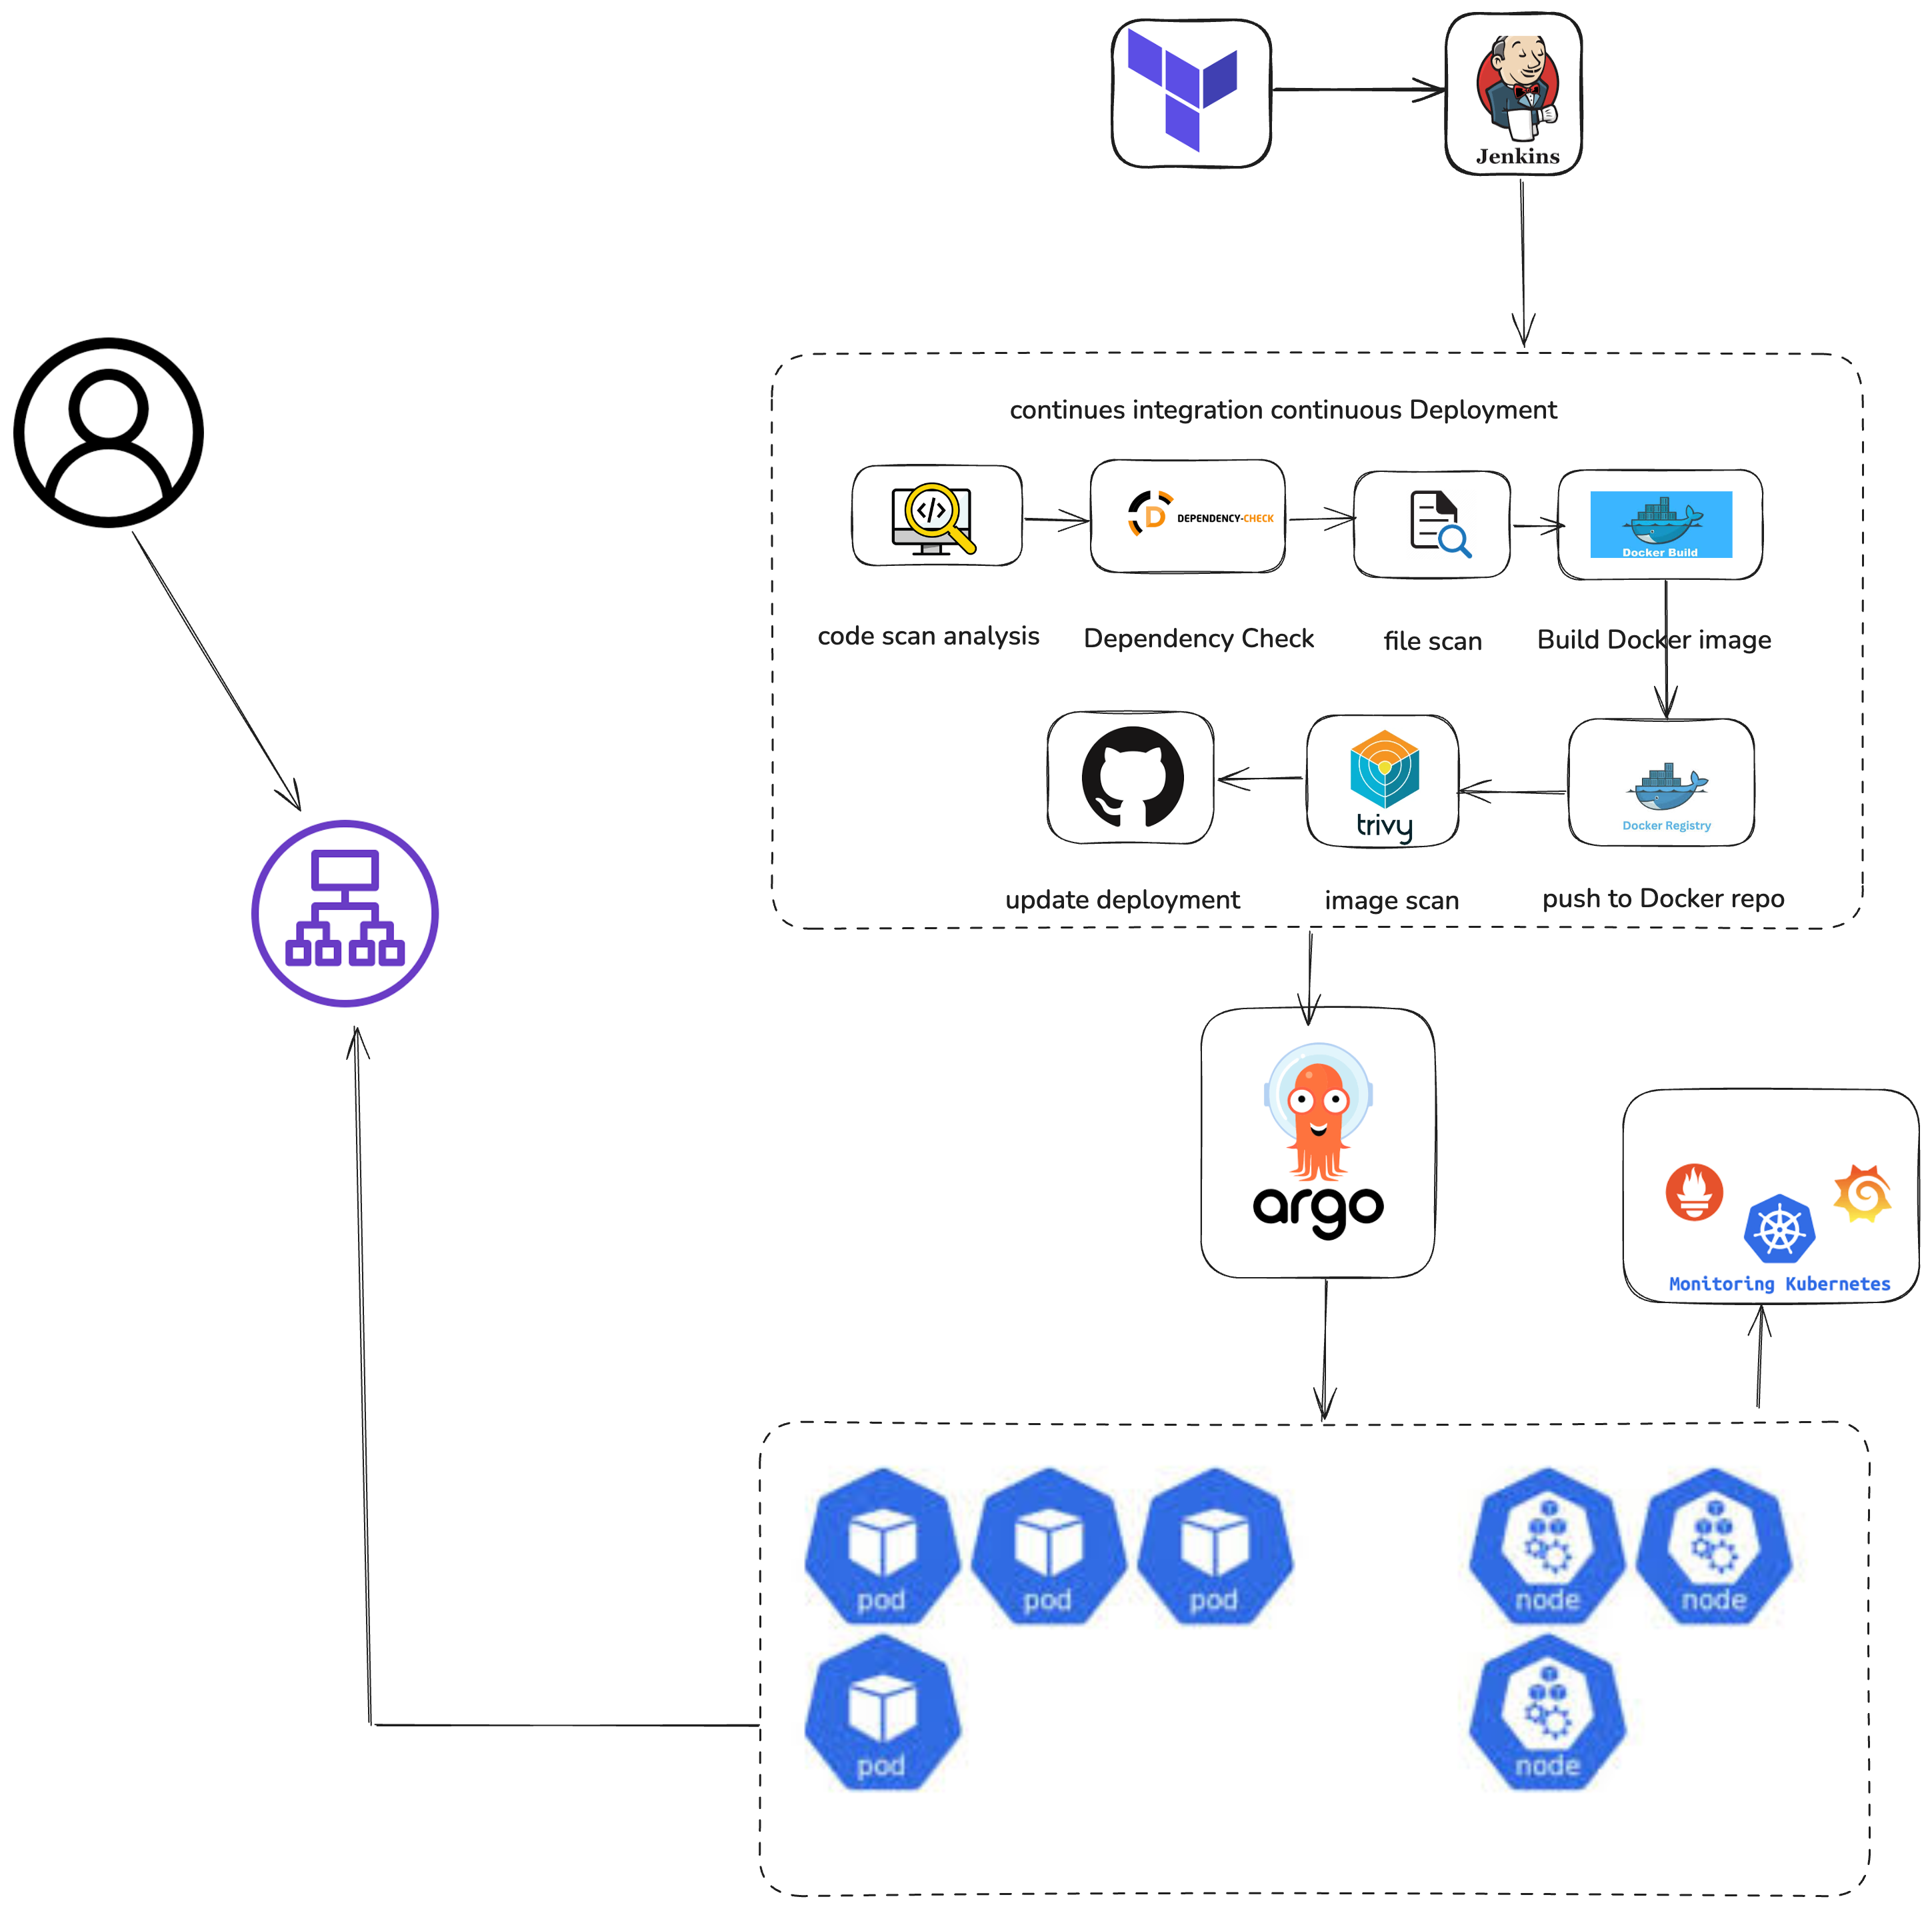 Jenkins
continues integration continuous Deployment
DEPENDENCY-CHECK
Docker Build
code scan analysis
Dependency Check
file scan
Build Docker image
trivy
Docker Registry
update deployment
image scan
push to Docker repo
argo
Monitoring Kubernetes
pod
pod
pod
node
node
pod
node